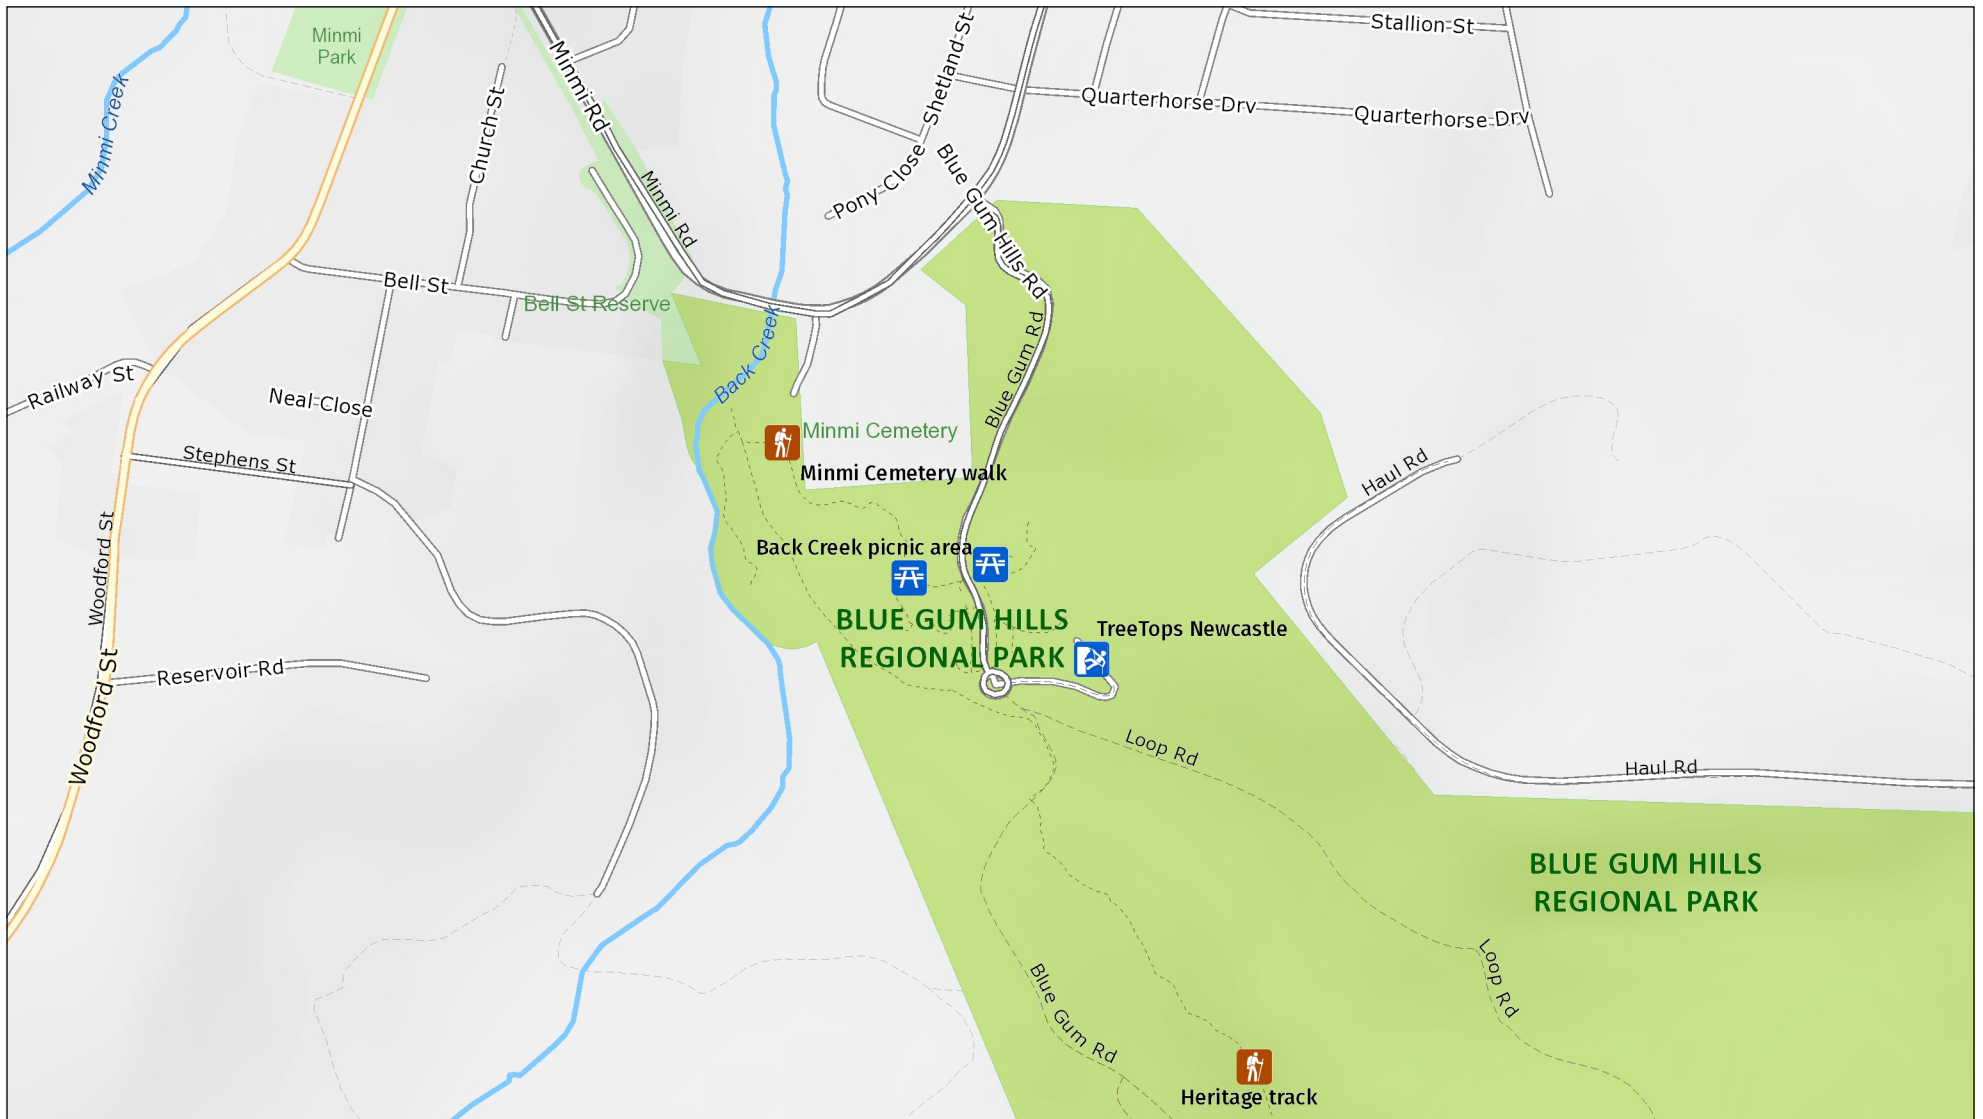 Minmi
Park
Stallion St
Minmi Rd
Shetland St
Minmi Creek
Church St
Quarterhorse Drv
Quarterhorse Drv
Pony Close
Blue Gum Hills Rd
Minmi Rd
Bell St
Bell St Reserve
Back Creek
Blue Gum Rd
Railway St
Neal Close
Minmi Cemetery
Minmi Cemetery walk
Stephens St
Haul Rd
Woodford St
Back Creek picnic area
BLUE GUM HILLS
REGIONAL PARK
TreeTops Newcastle
Reservoir Rd
Woodford St
Loop Rd
Haul Rd
BLUE GUM HILLS
REGIONAL PARK
Loop Rd
Blue Gum Rd
Heritage track